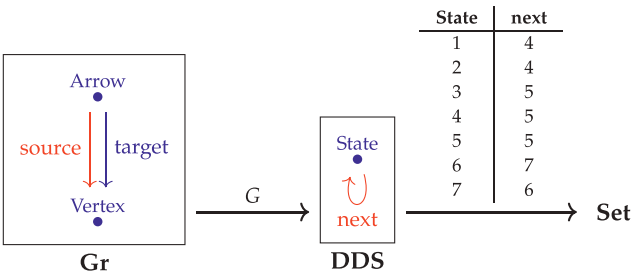 State next
1 4
2 4
3 5
4 5
5 5
6 7
7 6
Arrow
source target
Vertex
Gr
G
State
next
DDS
Set